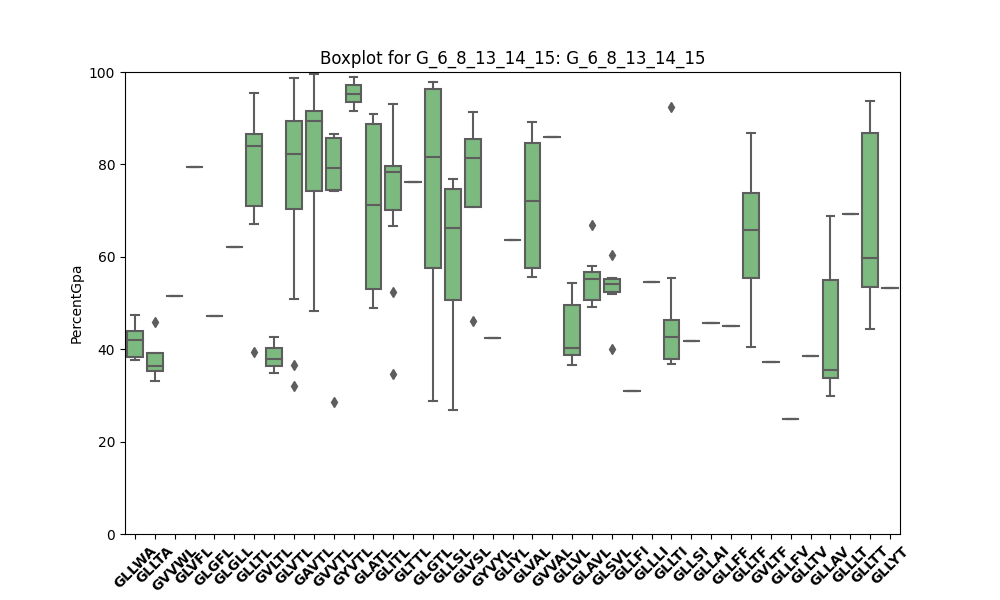 Boxplot for G_6_8_13_14_15: G_6_8_13_14_15
PercentGpa
100
80
60
40
20
0
GLLWA
GLLTA
GVVWL
GLVFL
GLGFL
GLGLL
GLLTL
GVLTL
GLVTL
GAVTL
GVVTL
GYVTL
GLATL
GLITL
GLTTL
GLGTL
GLLSL
GLVSL
GYVYL
GLIYL
GLVAL
GVVAL
GLLVL
GLAVL
GLSVL
GLLFI
GLLLI
GLLTI
GLLSI
GLLAI
GLLFF
GLLTF
GVLTF
GLLFV
GLLTV
GLLAV
GLLLT
GLLTT
GLLYT